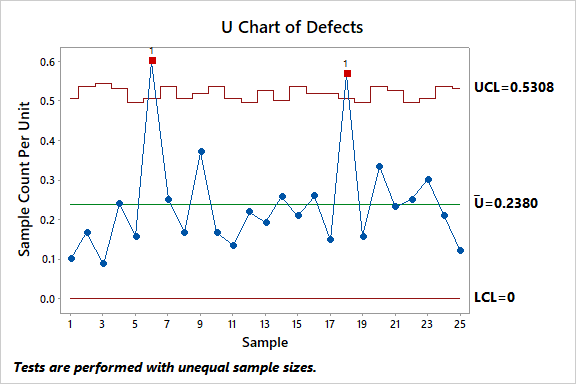 U Chart of Defects
1
1
0.6
0.5
0.4
0.3
0.2
0.1
0.0
Sample Count Per Unit
UCL=0.5308
U̅=0.2380
LCL=0
1 3 5 7 9 11 13 15 17 19 21 23 25
Sample
Tests are performed with unequal sample sizes.